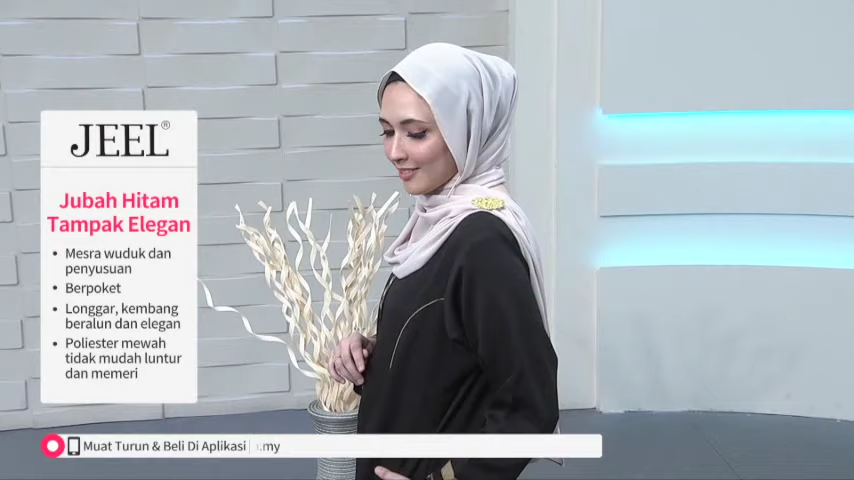 JEEL®
Jubah Hitam
Tampak Elegan
• Mesra wuduk dan
penyusuan
• Berpoket
• Longgar, kembang
beralun dan elegan
• Poliester mewah
tidak mudah luntur
dan memeri
Muat Turun & Beli Di Aplikasi .my